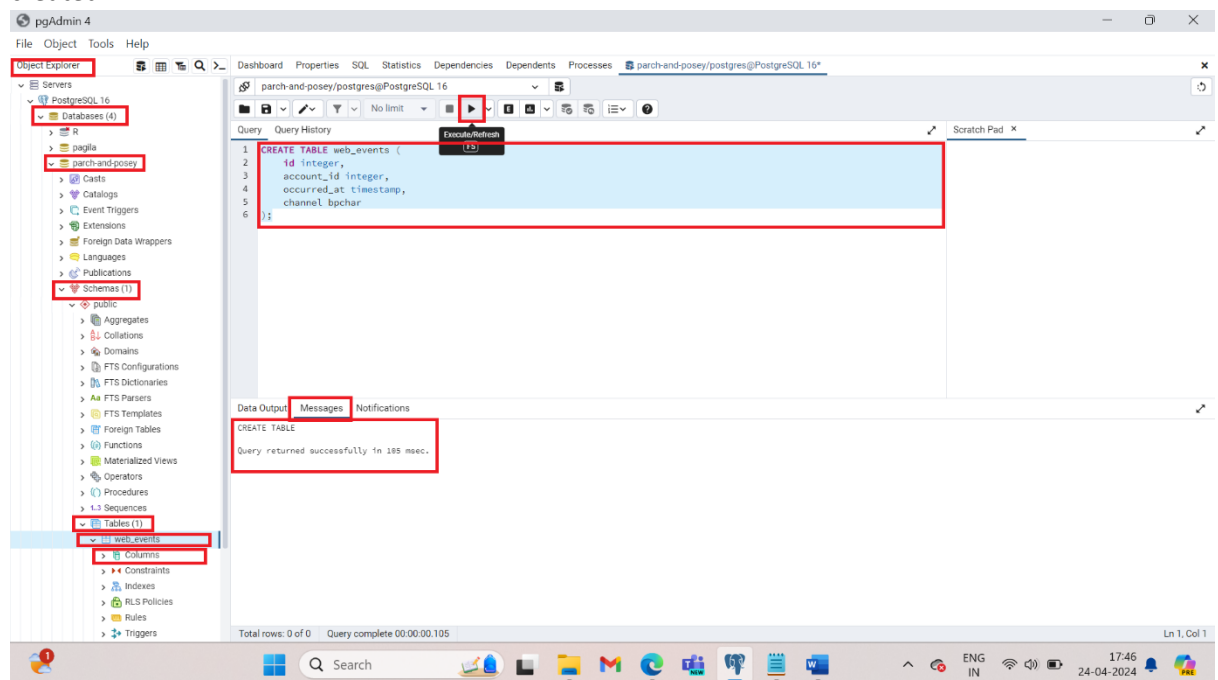 pgAdmin 4
File Object Tools Help
Object Explorer
Dashboard Properties SQL Statistics Dependencies Dependents Processes parch-and-posey/postgres@PostgreSQL 16*
Servers
PostgreSQL 16
Databases (4)
R
pagila
parch-and-posey
Casts
Catalogs
Event Triggers
Extensions
Foreign Data Wrappers
Languages
Publications
Schemas (1)
public
Aggregates
Collations
Domains
FTS Configurations
FTS Dictionaries
Aa FTS Parsers
FTS Templates
Foreign Tables
Functions
Materialized Views
Operators
Procedures
1..3 Sequences
Tables (1)
web_events
Columns
Constraints
Indexes
RLS Policies
Rules
Triggers
parch-and-posey/postgres@PostgreSQL 16
No limit
Query Query History
Execute/Refresh
F5
Scratch Pad
1 CREATE TABLE web_events (
2 id integer,
3 account_id integer,
4 occurred_at timestamp,
5 channel bpchar
6 );
Data Output Messages Notifications
CREATE TABLE
Query returned successfully in 105 msec.
Total rows: 0 of 0 Query complete 00:00:00.105 Ln 1, Col 1
1
Search
NEW
ENG
IN
17:46
24-04-2024
PRE